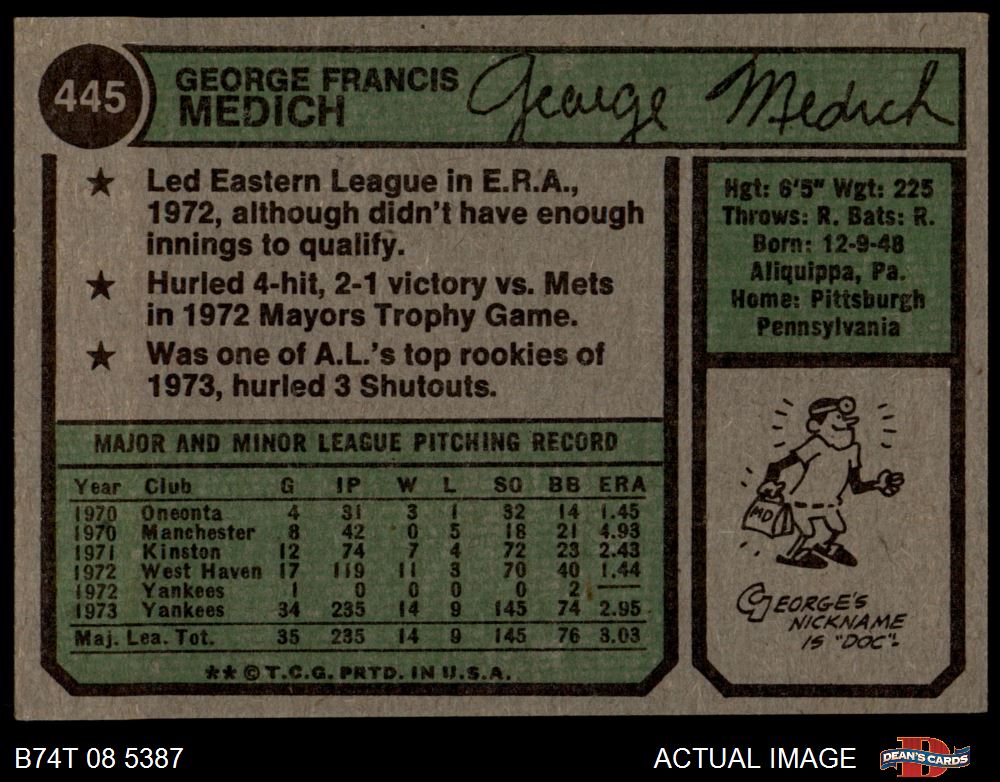 445
GEORGE FRANCIS
MEDICH
George Medich
★ Led Eastern League in E.R.A.,
1972, although didn't have enough
innings to qualify.
★ Hurled 4-hit, 2-1 victory vs. Mets
in 1972 Mayors Trophy Game.
★ Was one of A.L.'s top rookies of
1973, hurled 3 Shutouts.
Hgt: 6'5" Wgt: 225
Throws: R. Bats: R.
Born: 12-9-48
Aliquippa, Pa.
Home: Pittsburgh
Pennsylvania
MAJOR AND MINOR LEAGUE PITCHING RECORD
Year Club G IP W L SO BB ERA
1970 Oneonta 4 31 3 1 32 14 1.45
1970 Manchester 8 42 0 5 18 21 4.93
1971 Kinston 12 74 7 4 72 23 2.43
1972 West Haven 17 119 11 3 70 40 1.44
1972 Yankees 1 0 0 0 0 2 ——
1973 Yankees 34 235 14 9 145 74 2.95
Maj. Lea. Tot. 35 235 14 9 145 76 3.03
** © T.C.G. PRTD. IN U.S.A.
MD
GEORGE'S
NICKNAME
IS "DOC".
B74T 08 5387
ACTUAL IMAGE
DEAN'S CARDS